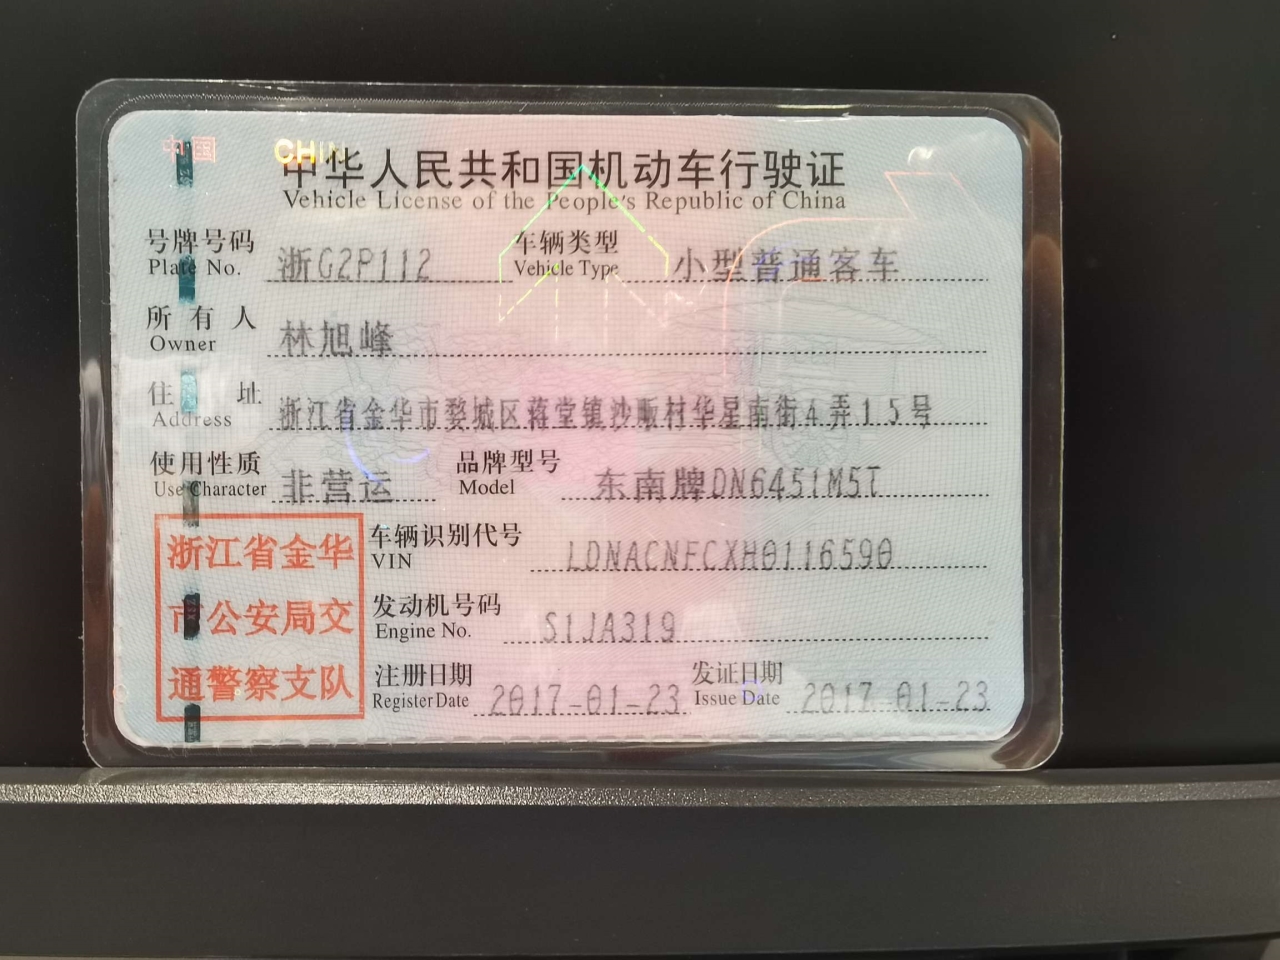 中国 CHINA
中华人民共和国机动车行驶证
Vehicle License of the People's Republic of China
号牌号码 浙G2P112 车辆类型 小型普通客车
Plate No. Vehicle Type
所有人 林旭峰
Owner
住址 浙江省金华市婺城区蒋堂镇沙畈村华星南街4弄15号
Address
使用性质 非营运 品牌型号 东南牌DN6451M5T
Use Character Model
浙江省金华
市公安局交
通警察支队
车辆识别代号 LDNACNFCXH0116590
VIN
发动机号码 S1JA319
Engine No.
注册日期 2017-01-23 发证日期 2017-01-23
Register Date Issue Date